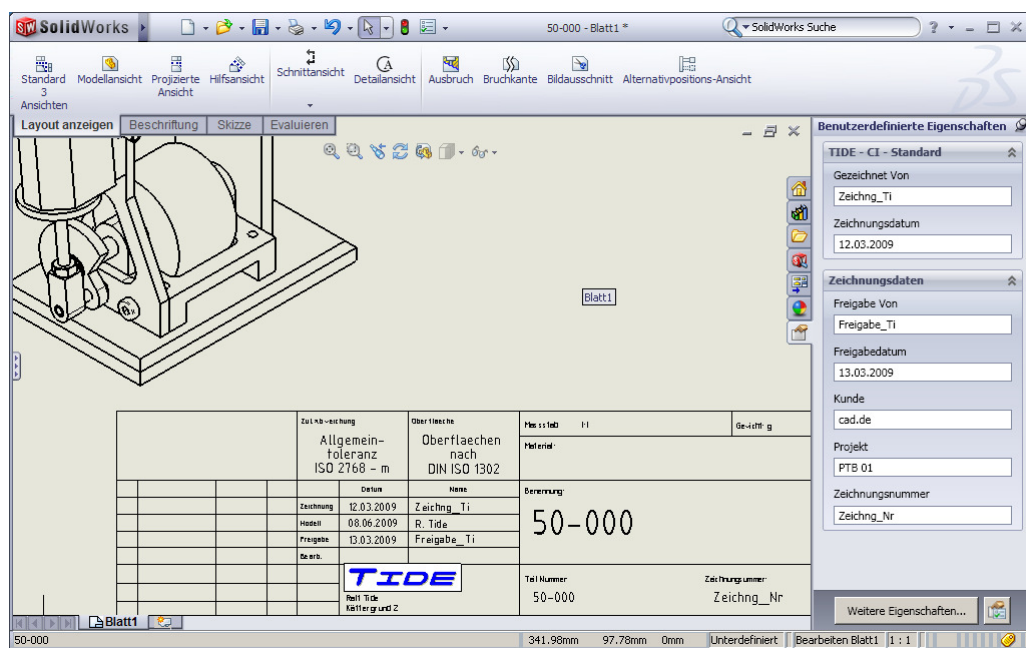 SolidWorks
50-000 - Blatt1 *
SolidWorks Suche
?
Standard 3 Ansichten
Modellansicht
Projizierte Ansicht
Hilfsansicht
Schnittansicht
Detailansicht
Ausbruch
Bruchkante
Bildausschnitt
Alternativpositions-Ansicht
Layout anzeigen
Beschriftung
Skizze
Evaluieren
Benutzerdefinierte Eigenschaften
TIDE - CI - Standard
Gezeichnet Von
Zeichng_Ti
Zeichnungsdatum
12.03.2009
Zeichnungsdaten
Freigabe Von
Freigabe_Ti
Freigabedatum
13.03.2009
Kunde
cad.de
Projekt
PTB 01
Zeichnungsnummer
Zeichng_Nr
Weitere Eigenschaften...
Blatt1
Allgemein-
toleranz
ISO 2768 - m
Oberflaechen
nach
DIN ISO 1302
Material:
Datum
Name
Benennung:
Zeichnung 12.03.2009 Zeichng_Ti
Modell 08.06.2009 R. Tide
Freigabe 13.03.2009 Freigabe_Ti
Bearb.
50-000
TIDE
Teil Nummer
50-000
Zeichng_Nr
Blatt1
50-000
341.98mm
97.78mm
0mm
Unterdefiniert
Bearbeiten Blatt1
1 : 1